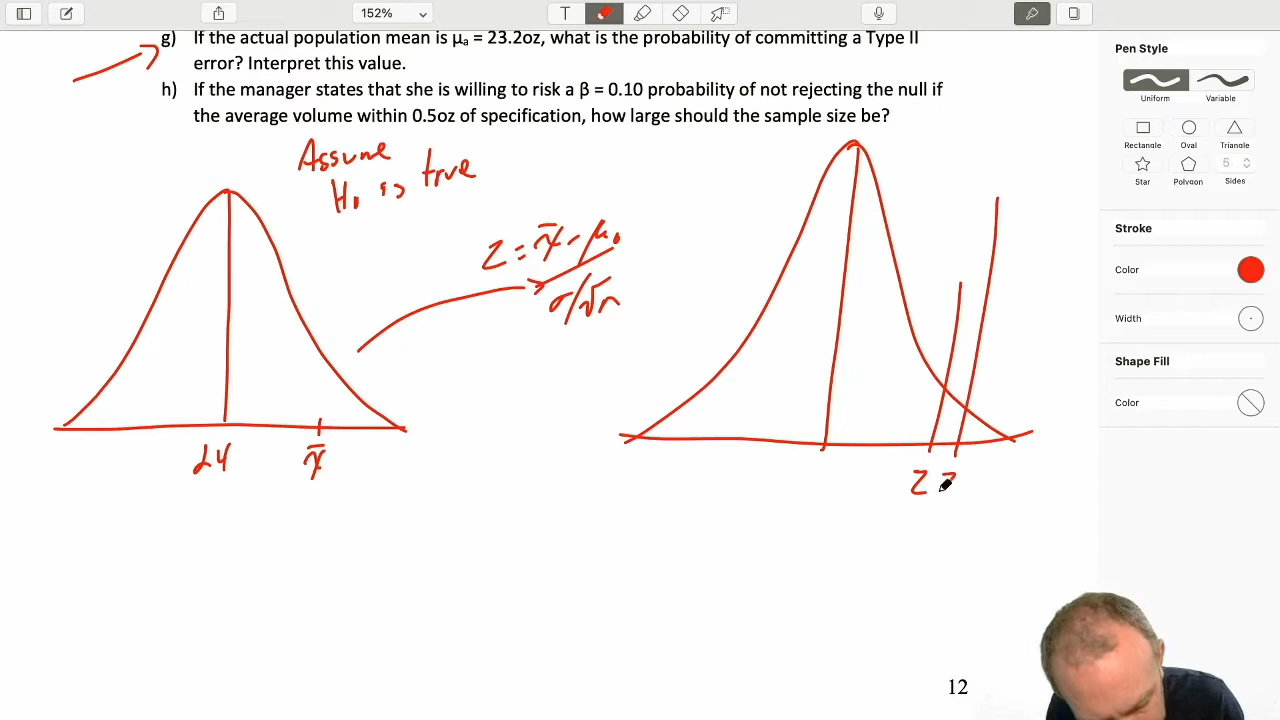 152%
T
g) If the actual population mean is μₐ = 23.2oz, what is the probability of committing a Type II
error? Interpret this value.
h) If the manager states that she is willing to risk a β = 0.10 probability of not rejecting the null if
the average volume within 0.5oz of specification, how large should the sample size be?
Assume
H₀ is true
Z = x̄ - μ₀
σ/√n
24
x̄
Z
12
Pen Style
Uniform
Variable
Rectangle
Oval
Triangle
5
Star
Polygon
Sides
Stroke
Color
Width
Shape Fill
Color